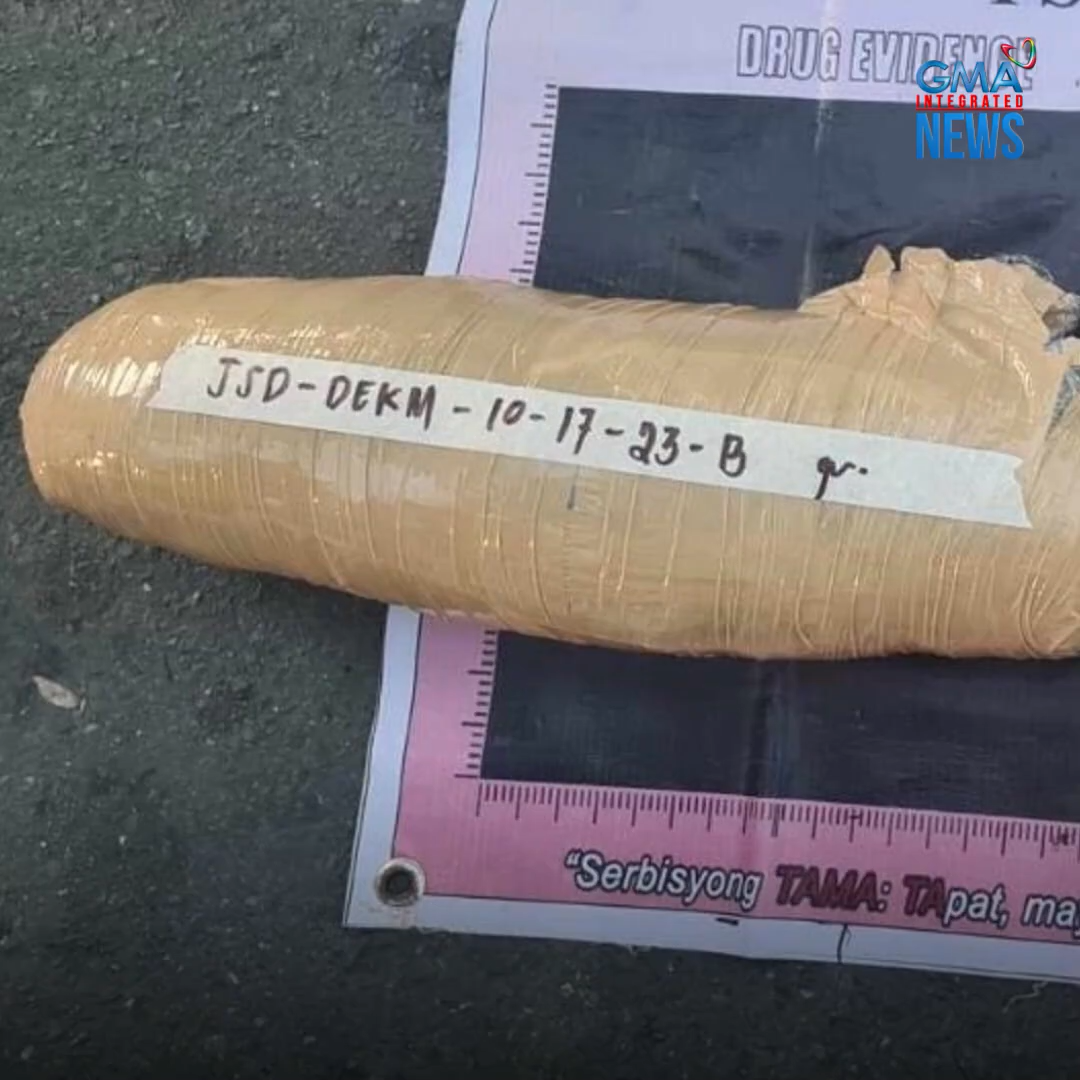 DRUG EVIDENCE
GMA
INTEGRATED
NEWS
JSD-DEKM-10-17-23-B
"Serbisyong TAMA: TApat,